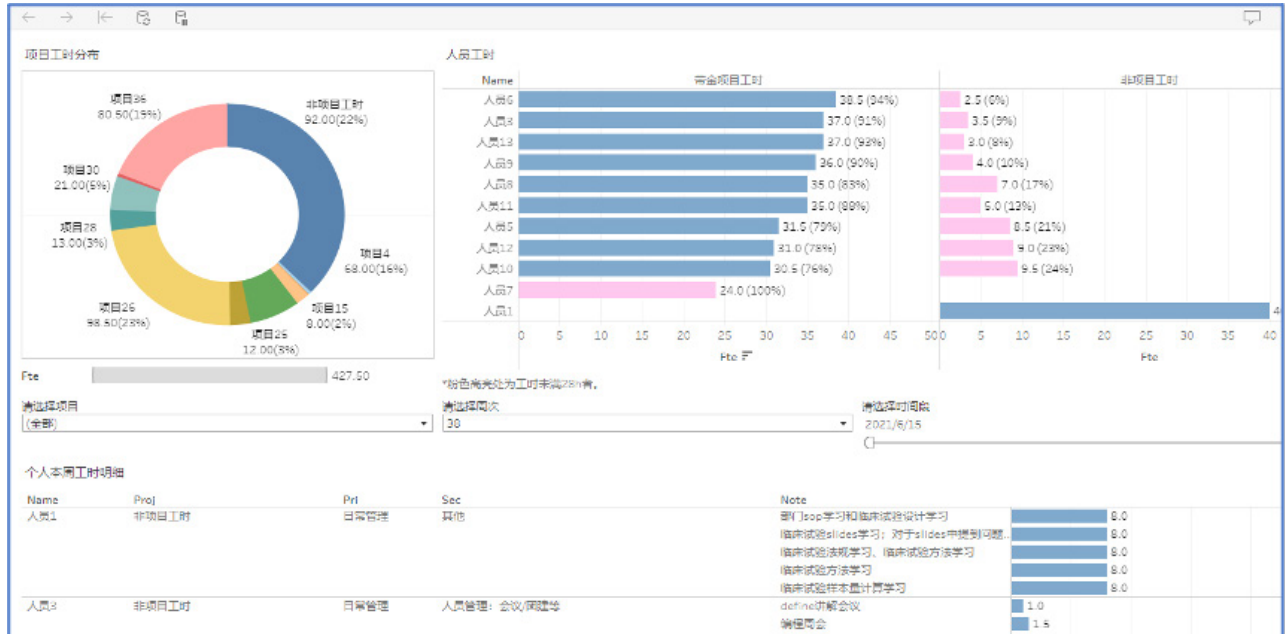 项目工时分布
项目36
80.50(19%)
非项目工时
92.00(22%)
项目30
21.00(5%)
项目28
13.00(3%)
项目4
68.00(16%)
项目26
98.50(23%)
项目15
8.00(2%)
项目25
12.00(3%)
Fte 427.50
人员工时
Name 带金项目工时 非项目工时
人员6 38.5 (94%) 2.5 (6%)
人员3 37.0 (91%) 3.5 (9%)
人员13 37.0 (93%) 3.0 (8%)
人员9 36.0 (90%) 4.0 (10%)
人员8 35.0 (83%) 7.0 (17%)
人员11 35.0 (88%) 5.0 (13%)
人员5 31.5 (79%) 8.5 (21%)
人员12 31.0 (78%) 9.0 (23%)
人员10 30.5 (76%) 9.5 (24%)
人员7 24.0 (100%)
人员1
0 5 10 15 20 25 30 35 40 45 50 0 5 10 15 20 25 30 35 40
Fte Fte
*粉色高亮处为工时未满28h者。
请选择项目 请选择周次 请选择时间段
(全部) 38 2021/6/15
个人本周工时明细
Name Proj Pri Sec Note
人员1 非项目工时 日常管理 其他 部门sop学习和临床试验设计学习 8.0
临床试验slides学习；对于slides中提到问题.. 8.0
临床试验法规学习、临床试验方法学习 8.0
临床试验方法学习 8.0
临床试验样本量计算学习 8.0
人员3 非项目工时 日常管理 人员管理：会议/团建等 define讲解会议 1.0
编程周会 1.5